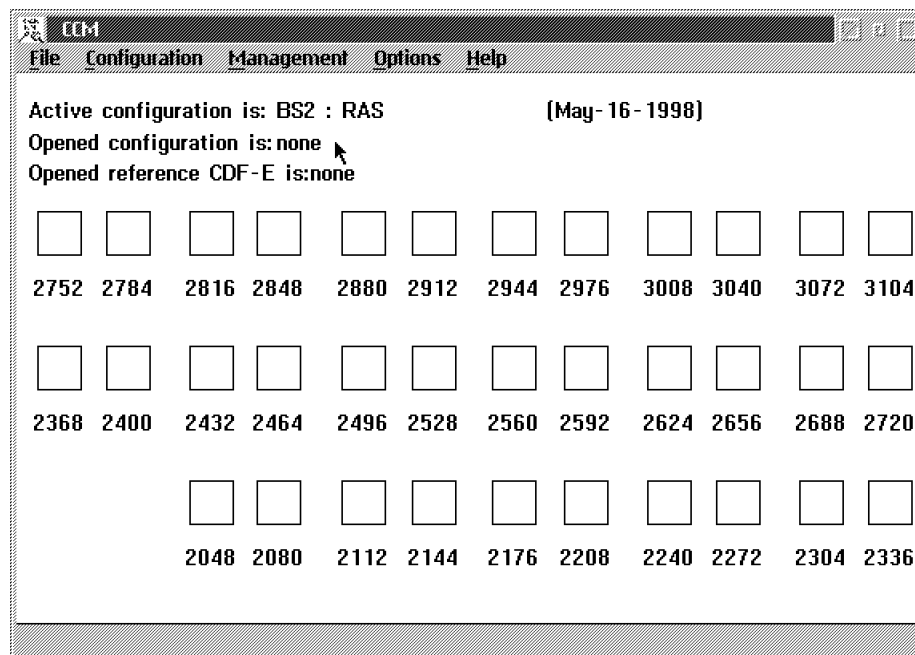 CCM
File Configuration Management Options Help
Active configuration is: BS2 : RAS (May-16-1998)
Opened configuration is: none
Opened reference CDF-E is:none
2752 2784 2816 2848 2880 2912 2944 2976 3008 3040 3072 3104
2368 2400 2432 2464 2496 2528 2560 2592 2624 2656 2688 2720
2048 2080 2112 2144 2176 2208 2240 2272 2304 2336